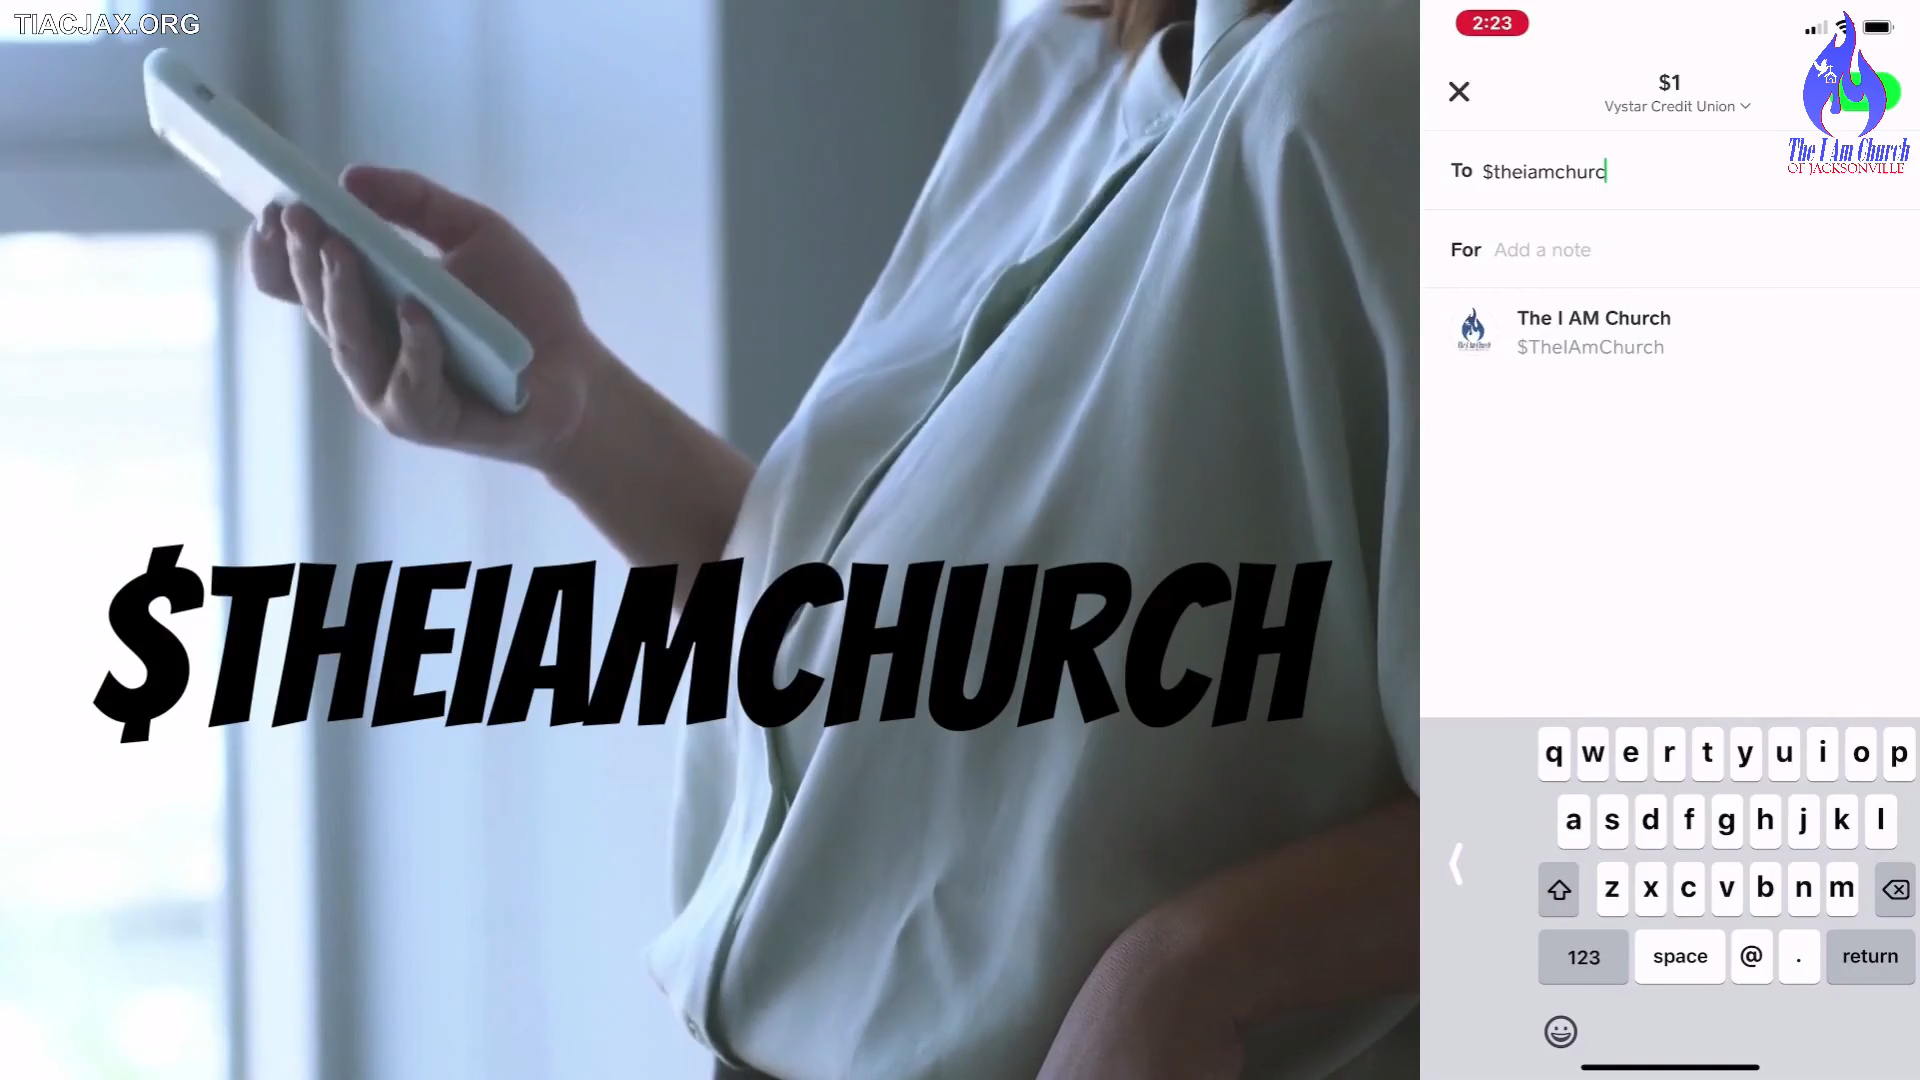 TIACJAX.ORG
$THEIAMCHURCH
2:23
$1
Vystar Credit Union
The I Am Church
OF JACKSONVILLE
To $theiamchurc
For Add a note
The I AM Church
$TheIAmChurch
q w e r t y u i o p
a s d f g h j k l
z x c v b n m
123 space @ . return